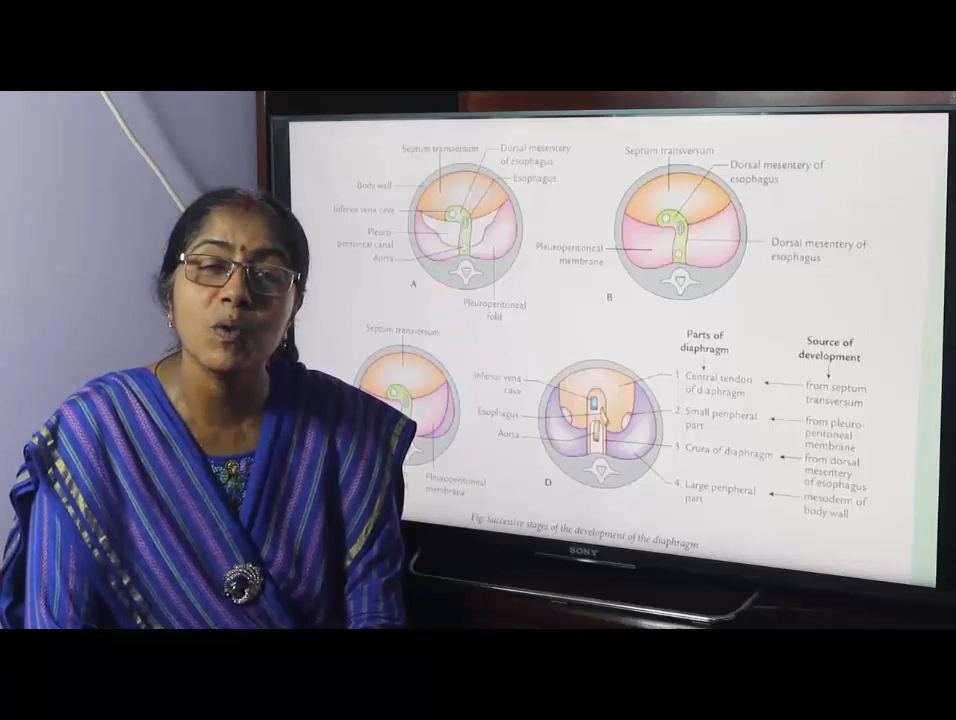 Septum transversum
Dorsal mesentery
of esophagus
Esophagus
Body wall
Inferior vena cava
Pleuro
peritoneal canal
Aorta
A
Pleuroperitoneal
fold
Septum transversum
Dorsal mesentery of
esophagus
Pleuroperitoneal
membrane
Dorsal mesentery of
esophagus
B
Septum transversum
Pleuroperitoneal
membrane
Inferior vena
cava
Esophagus
Aorta
D
Parts of
diaphragm
Source of
development
1. Central tendon
of diaphragm
from septum
transversum
2. Small peripheral
part
from pleuro-
peritoneal
membrane
3. Crura of diaphragm
from dorsal
mesentery
of esophagus
4. Large peripheral
part
mesoderm of
body wall
Fig: Successive stages of the development of the diaphragm
SONY